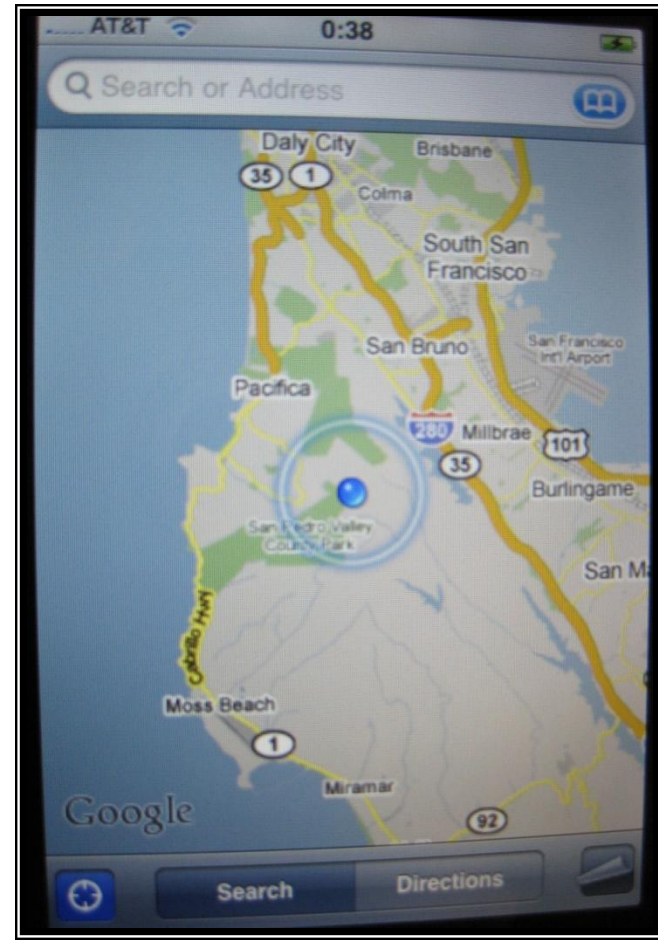 AT&T 0:38
Search or Address
Daly City
Brisbane
35
1
Colma
South San
Francisco
San Bruno
San Francisco
Int'l Airport
Pacifica
280
Millbrae
101
35
Burlingame
San Pedro Valley
County Park
San Ma
Cabrillo Hwy
Moss Beach
1
Miramar
92
Google
Search
Directions